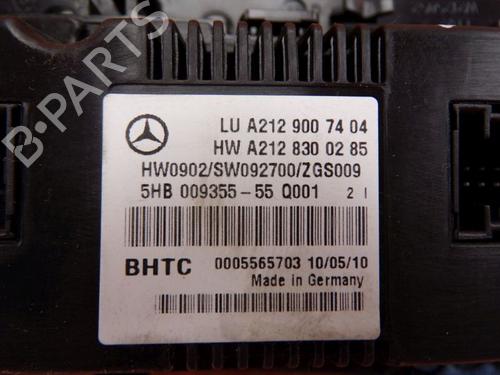 LU A212 900 74 04
HW A212 830 02 85
HW0902/SW092700/ZGS009
5HB 009355-55 Q001 2 I
BHTC 0005565703 10/05/10
Made in Germany